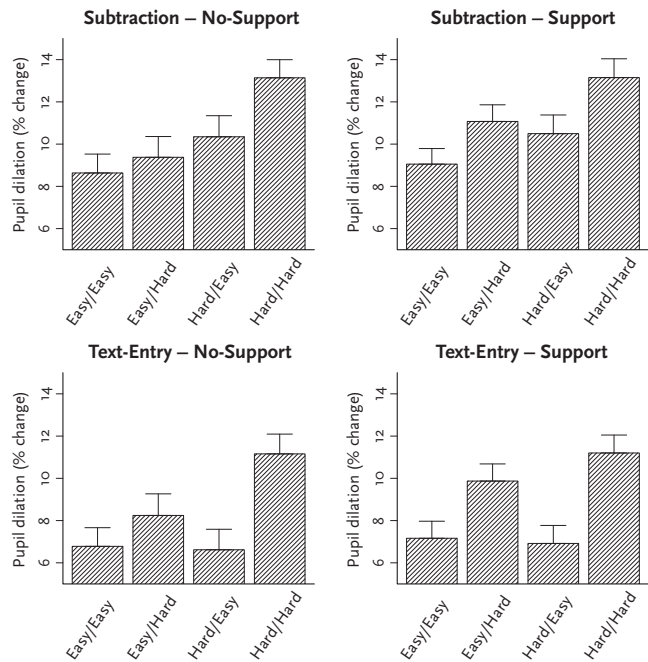 Subtraction – No-Support
Pupil dilation (% change)
6 8 10 12 14
Easy/Easy
Easy/Hard
Hard/Easy
Hard/Hard
Subtraction – Support
Pupil dilation (% change)
6 8 10 12 14
Easy/Easy
Easy/Hard
Hard/Easy
Hard/Hard
Text-Entry – No-Support
Pupil dilation (% change)
6 8 10 12 14
Easy/Easy
Easy/Hard
Hard/Easy
Hard/Hard
Text-Entry – Support
Pupil dilation (% change)
6 8 10 12 14
Easy/Easy
Easy/Hard
Hard/Easy
Hard/Hard